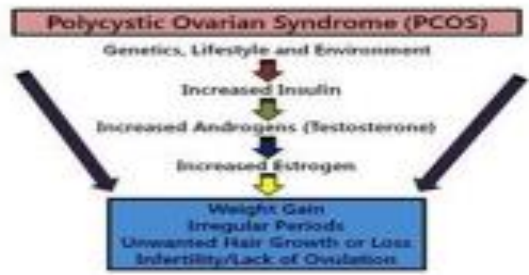 Polycystic Ovarian Syndrome (PCOS)
Genetics, Lifestyle and Environment
Increased Insulin
Increased Androgens (Testosterone)
Increased Estrogen
Weight Gain
Irregular Periods
Unwanted Hair Growth or Loss
Infertility/Lack of Ovulation